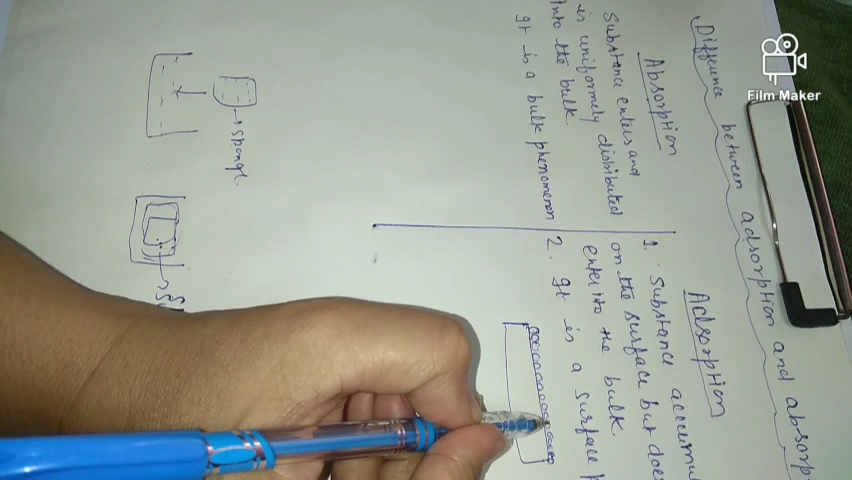 Film Maker
Difference between adsorption and absorp
Absorption
Substance enters and
is uniformely distributed
into the bulk.
It is a bulk phenomenon
Adsorption
1. Substance accumu
on the surface but does
enter into the bulk.
2. It is a surface p
sponge